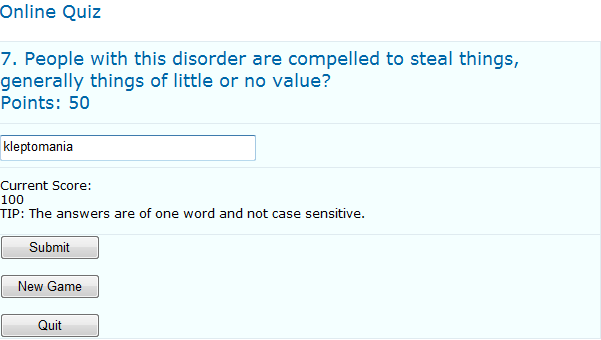 Online Quiz
7. People with this disorder are compelled to steal things,
generally things of little or no value?
Points: 50
kleptomania
Current Score:
100
TIP: The answers are of one word and not case sensitive.
Submit
New Game
Quit